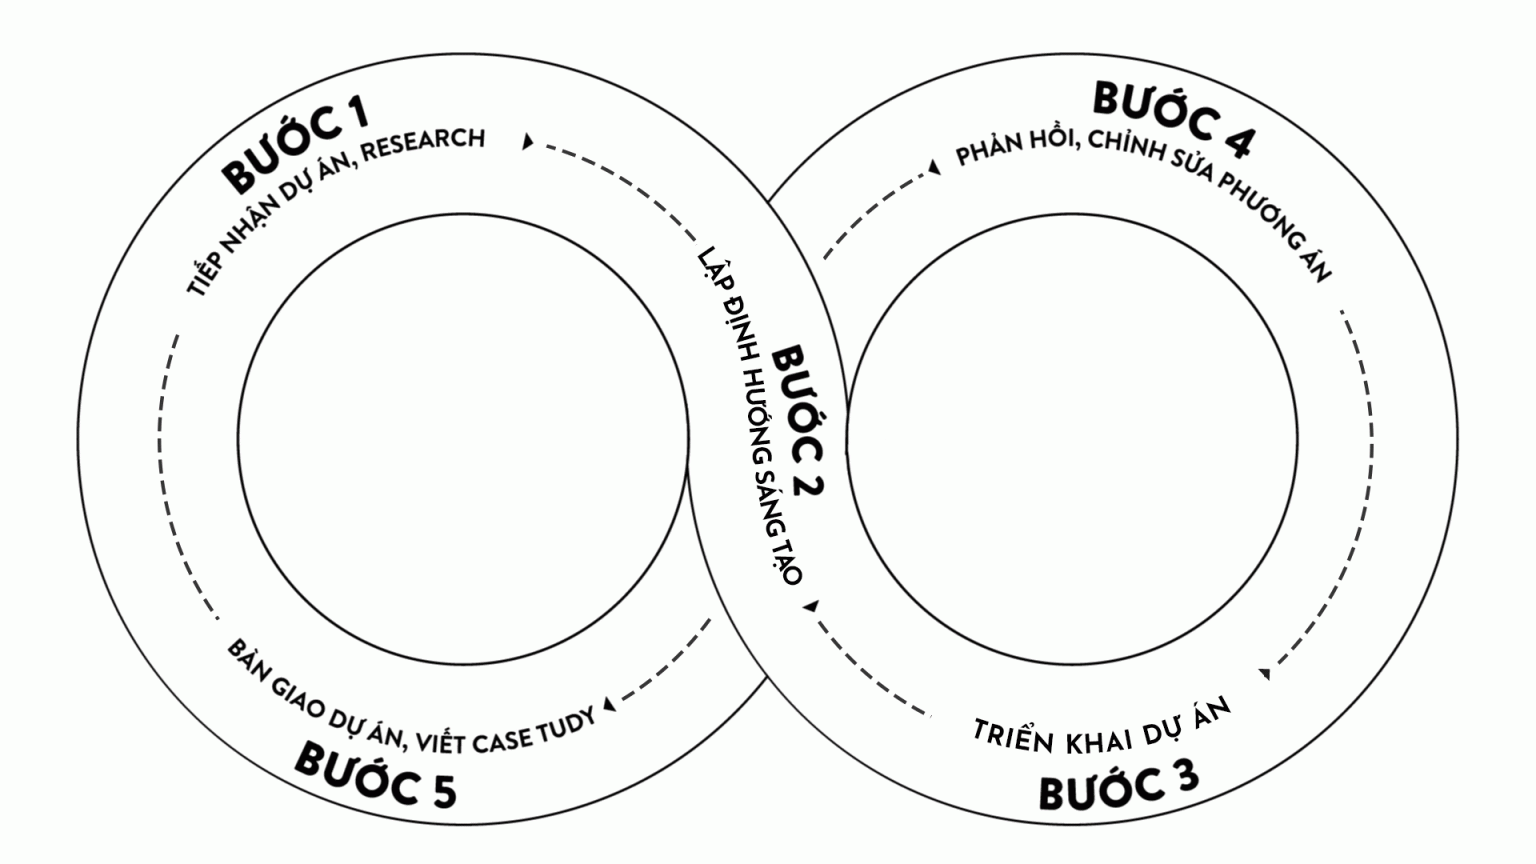 BƯỚC 1
TIẾP NHẬN DỰ ÁN, RESEARCH
BƯỚC 2
LẬP ĐỊNH HƯỚNG SÁNG TẠO
BƯỚC 3
TRIỂN KHAI DỰ ÁN
BƯỚC 4
PHẢN HỒI, CHỈNH SỬA PHƯƠNG ÁN
BƯỚC 5
BÀN GIAO DỰ ÁN, VIẾT CASE TUDY